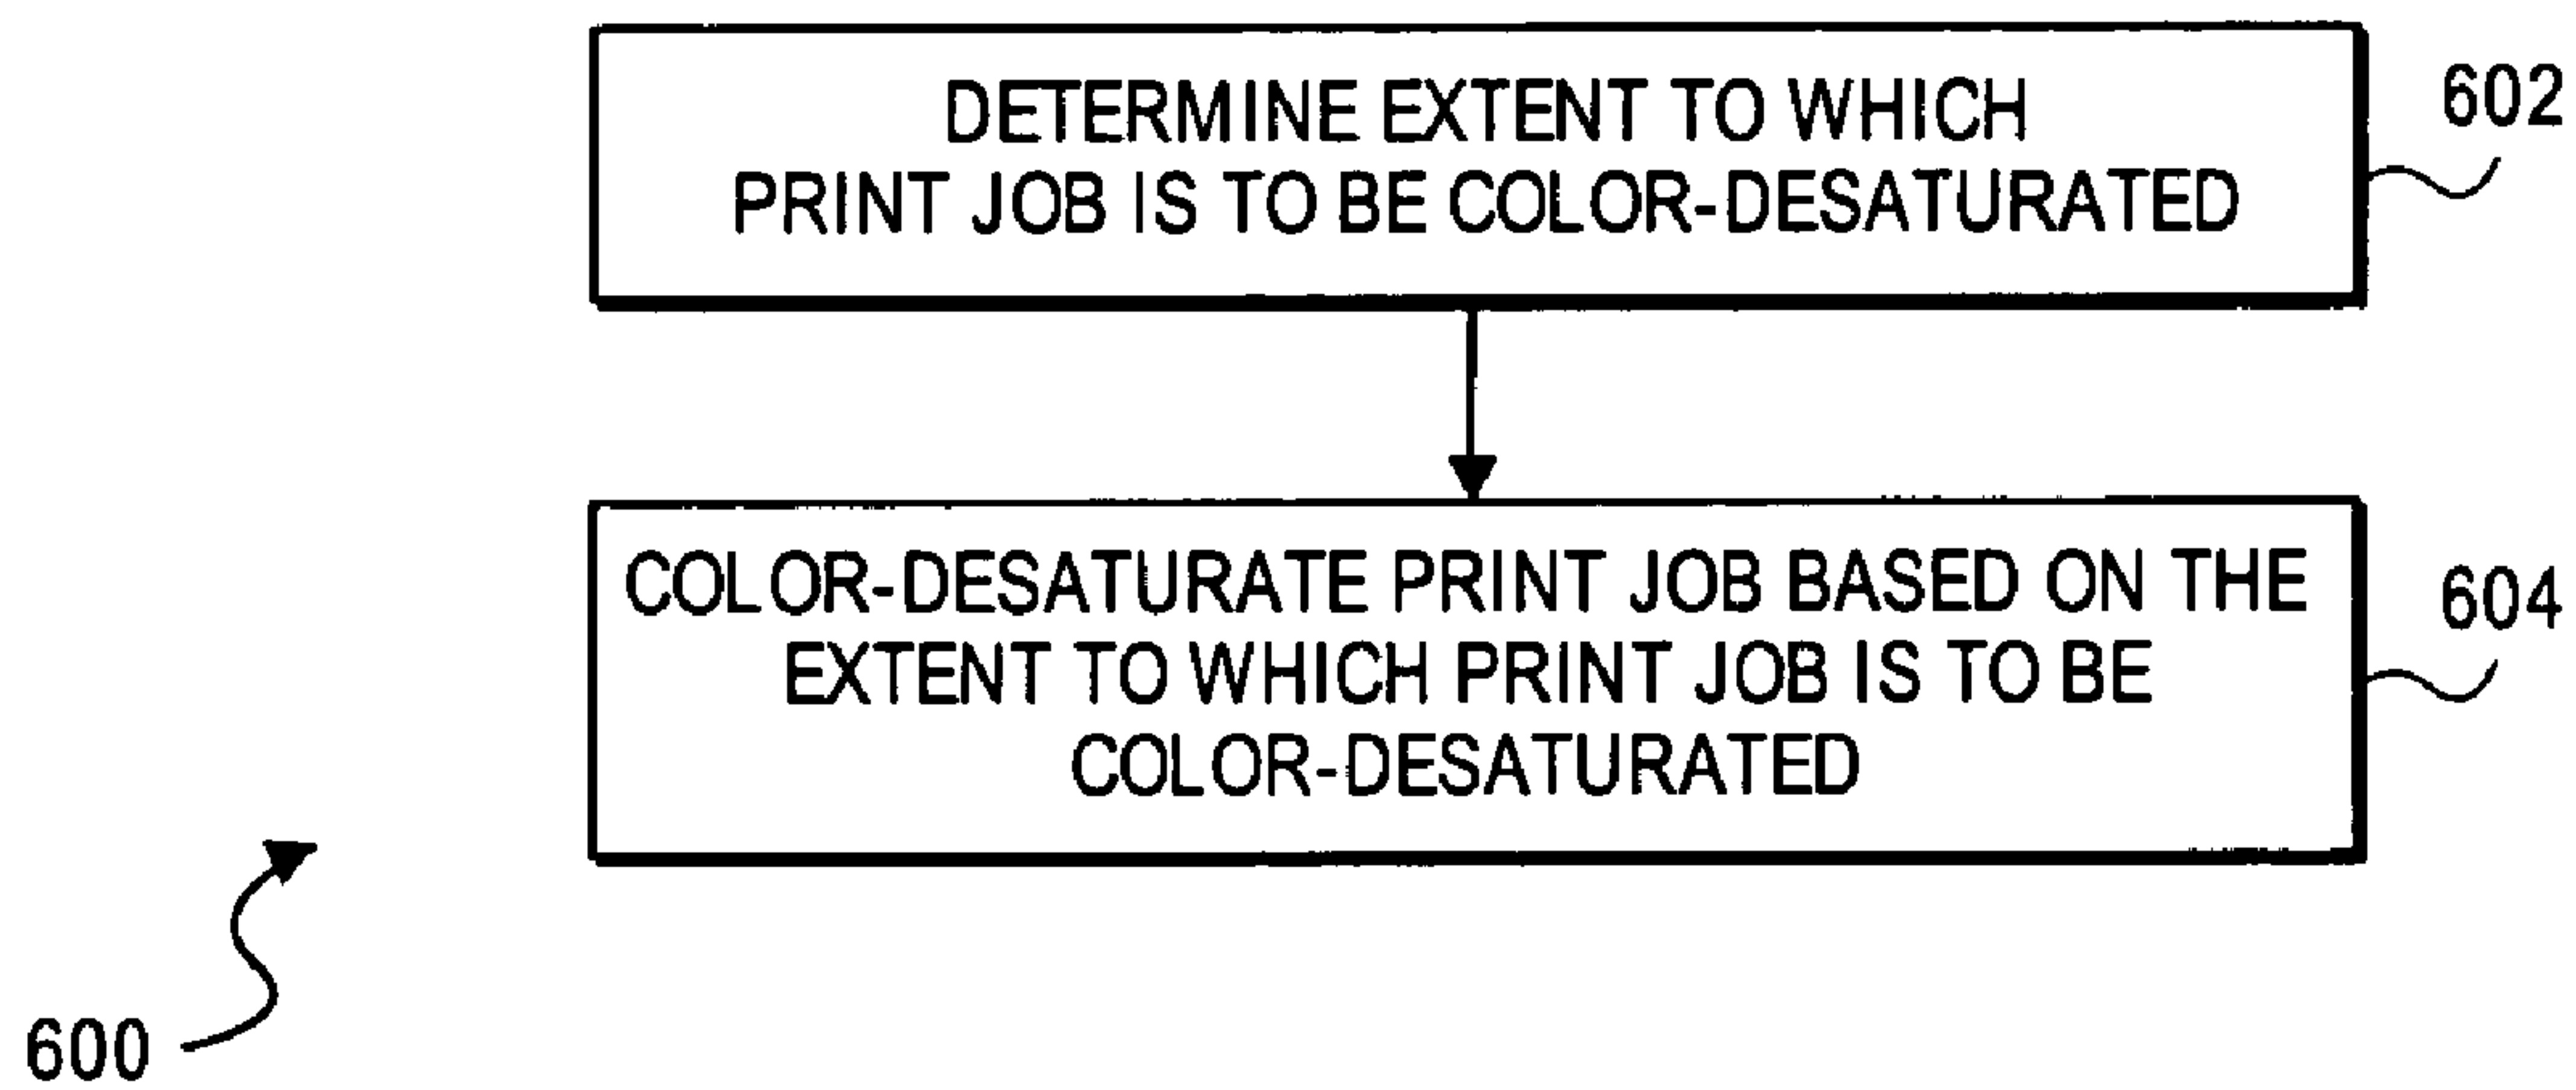 DETERMINE EXTENT TO WHICH
PRINT JOB IS TO BE COLOR-DESATURATED
602
COLOR-DESATURATE PRINT JOB BASED ON THE
EXTENT TO WHICH PRINT JOB IS TO BE
COLOR-DESATURATED
604
600